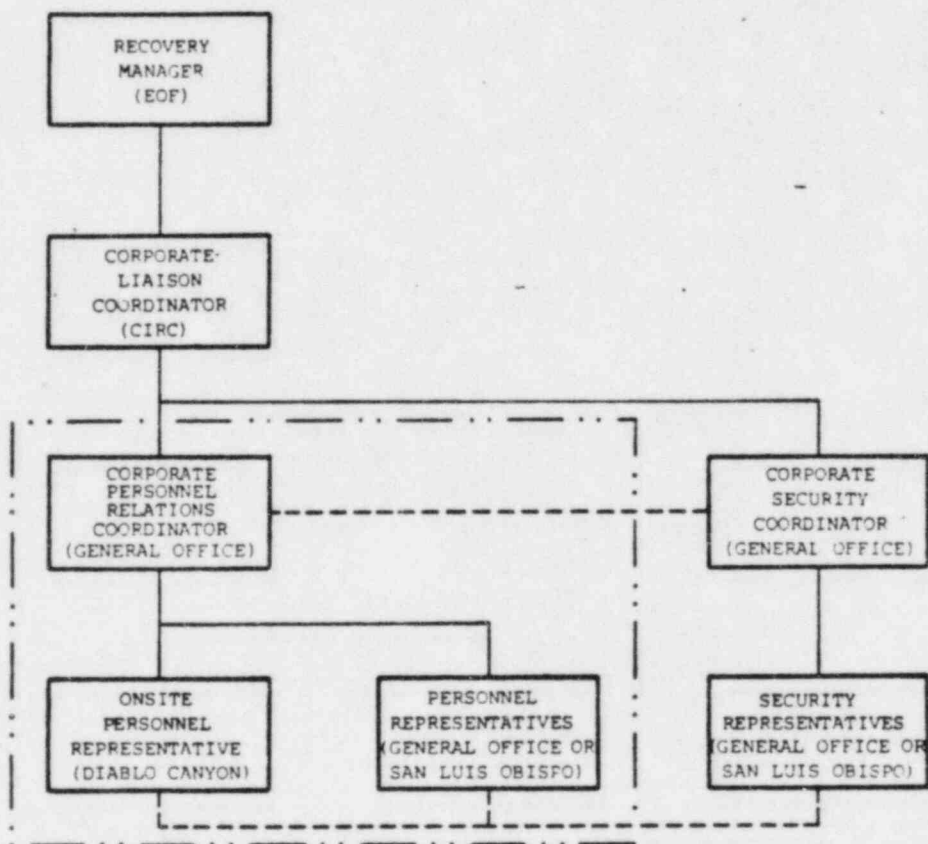 RECOVERY
MANAGER
(EOF)
CORPORATE-
LIAISON
COORDINATOR
(CIRC)
CORPORATE
PERSONNEL
RELATIONS
COORDINATOR
(GENERAL OFFICE)
CORPORATE
SECURITY
COORDINATOR
(GENERAL OFFICE)
ONSITE
PERSONNEL
REPRESENTATIVE
(DIABLO CANYON)
PERSONNEL
REPRESENTATIVES
(GENERAL OFFICE OR
SAN LUIS OBISPO)
SECURITY
REPRESENTATIVES
(GENERAL OFFICE OR
SAN LUIS OBISPO)